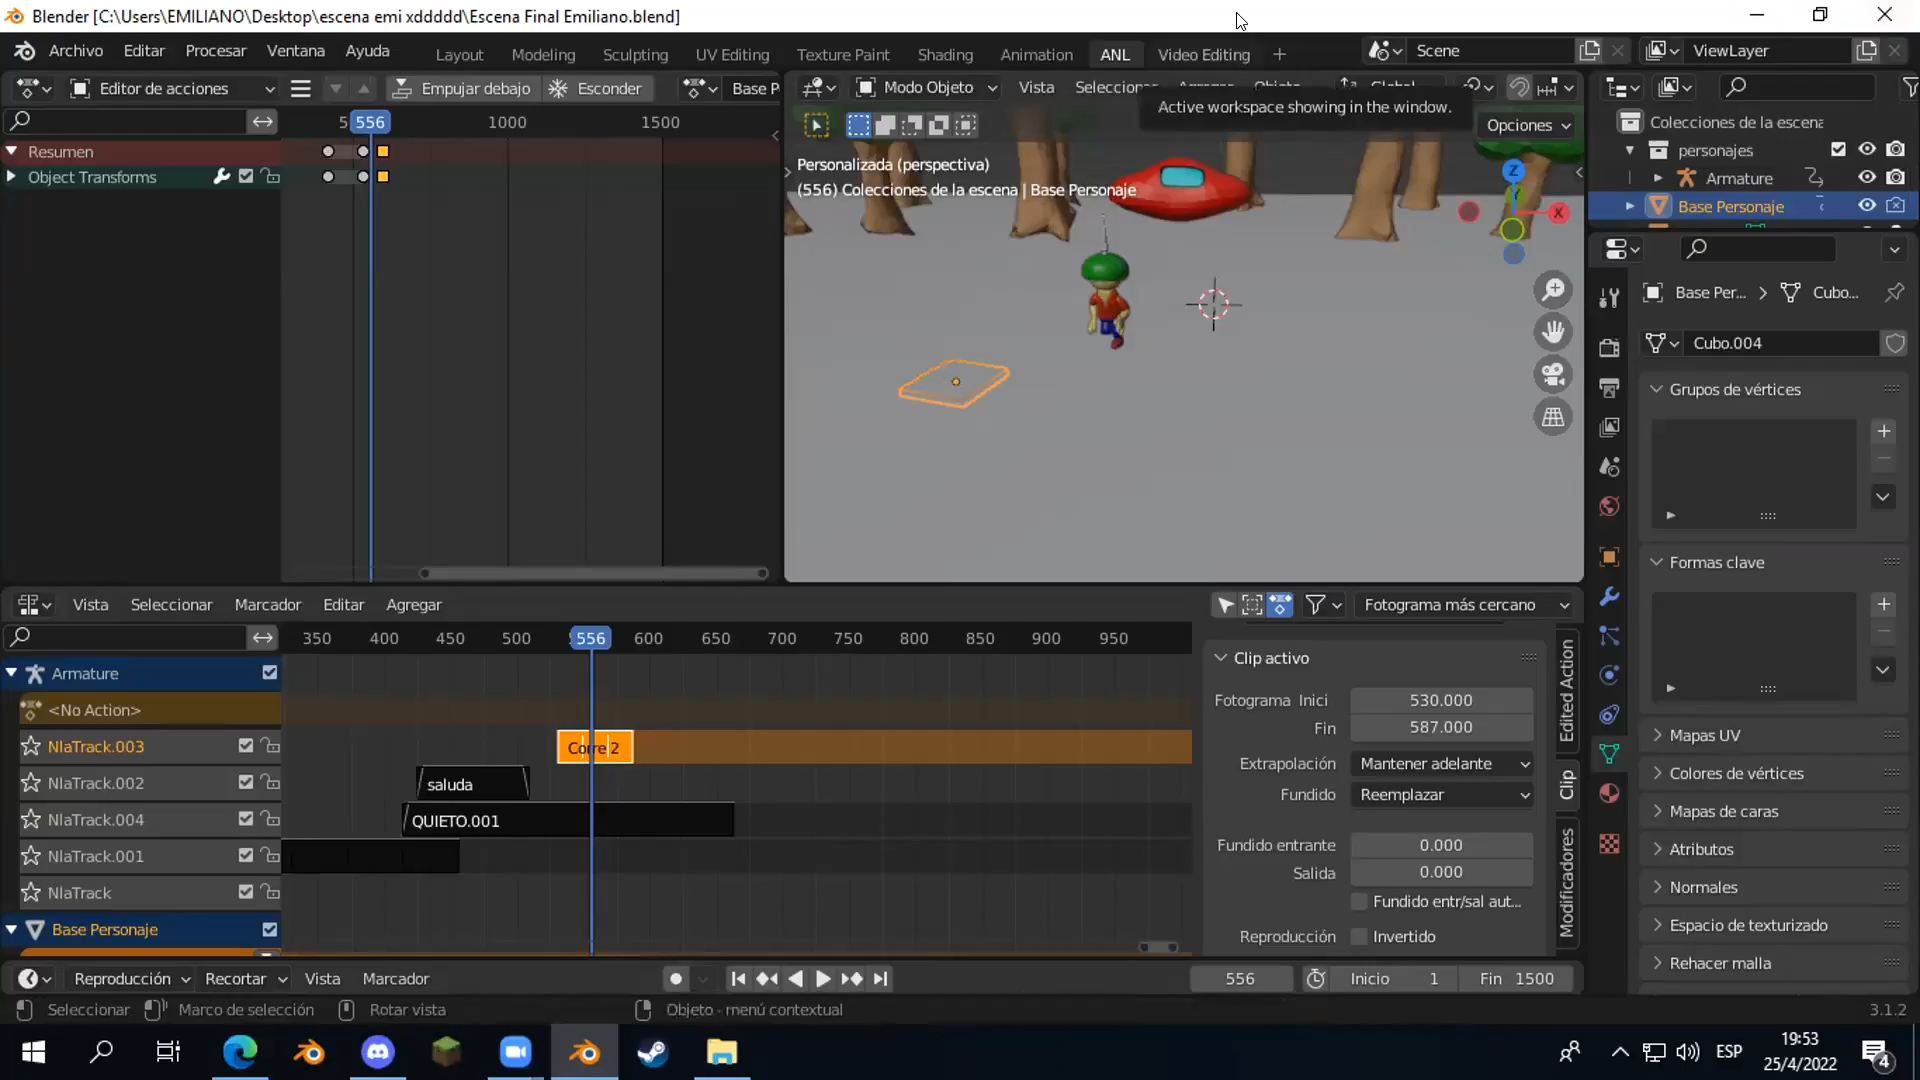 Blender [C:\Users\EMILIANO\Desktop\escena emi xddddd\Escena Final Emiliano.blend]
Archivo Editar Procesar Ventana Ayuda Layout Modeling Sculpting UV Editing Texture Paint Shading Animation ANL Video Editing + Scene ViewLayer
Editor de acciones Empujar debajo Esconder Base P
Modo Objeto Vista Seleccionar
Active workspace showing in the window.
5 556 1000 1500
Opciones
Resumen
Object Transforms
Personalizada (perspectiva)
(556) Colecciones de la escena | Base Personaje
Z
X
Colecciones de la escena
personajes
Armature
Base Personaje
Base Per... Cubo...
Cubo.004
Grupos de vértices
Formas clave
Mapas UV
Colores de vértices
Mapas de caras
Atributos
Normales
Espacio de texturizado
Rehacer malla
Vista Seleccionar Marcador Editar Agregar Fotograma más cercano
350 400 450 500 556 600 650 700 750 800 850 900 950
Armature
<No Action>
NlaTrack.003
Corre 2
NlaTrack.002
saluda
NlaTrack.004
QUIETO.001
NlaTrack.001
NlaTrack
Base Personaje
Clip activo
Fotograma Inici 530.000
Fin 587.000
Extrapolación Mantener adelante
Fundido Reemplazar
Fundido entrante 0.000
Salida 0.000
Fundido entr/sal aut...
Reproducción Invertido
Edited Action
Clip
Modificadores
Reproducción Recortar Vista Marcador 556 Inicio 1 Fin 1500
Seleccionar Marco de selección Rotar vista Objeto - menú contextual 3.1.2
ESP
19:53
25/4/2022
4